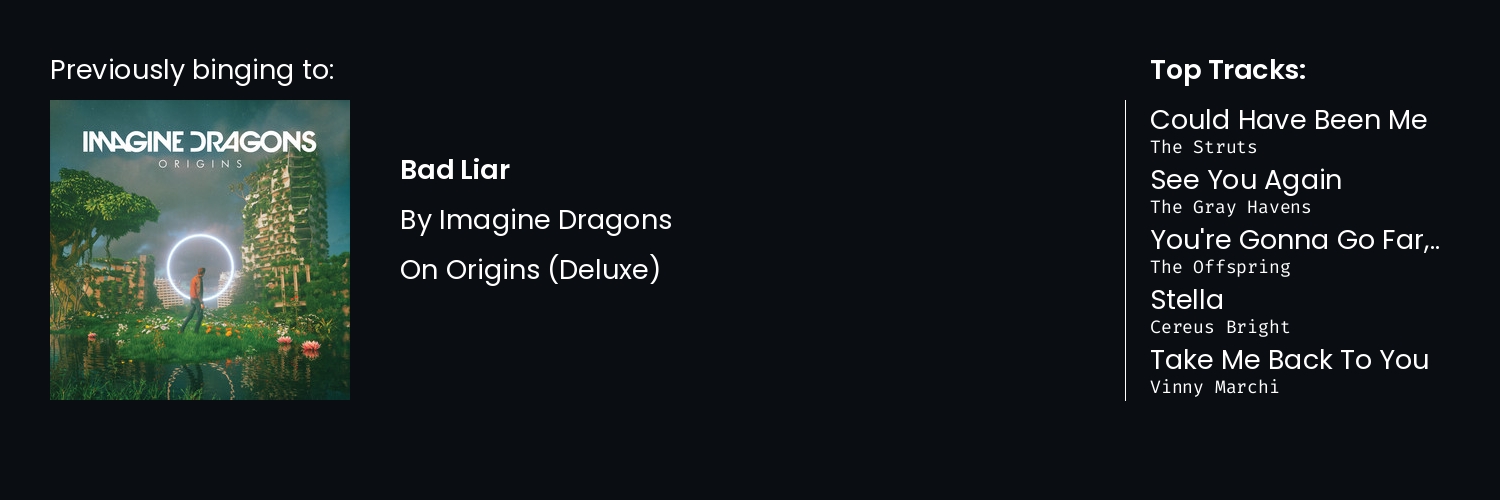 Previously binging to:
IMAGINE DRAGONS
ORIGINS
Bad Liar
By Imagine Dragons
On Origins (Deluxe)
Top Tracks:
Could Have Been Me
The Struts
See You Again
The Gray Havens
You're Gonna Go Far,..
The Offspring
Stella
Cereus Bright
Take Me Back To You
Vinny Marchi